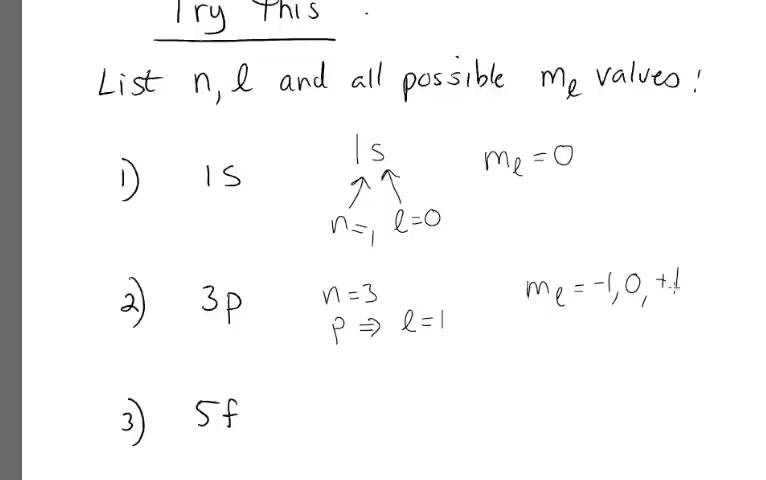 Try This :
List n, l and all possible mₗ values :
1) 1s 1s mₗ = 0
n=1, l=0
2) 3p n=3 mₗ = -1, 0, +1
p ⇒ l=1
3) 5f